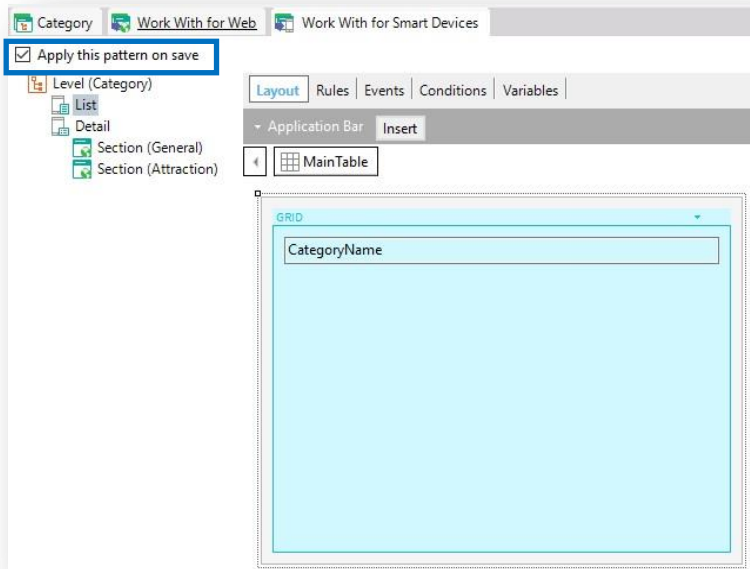 Category Work With for Web Work With for Smart Devices
Apply this pattern on save
Level (Category)
List
Detail
Section (General)
Section (Attraction)
Layout Rules Events Conditions Variables
Application Bar Insert
MainTable
GRID
CategoryName